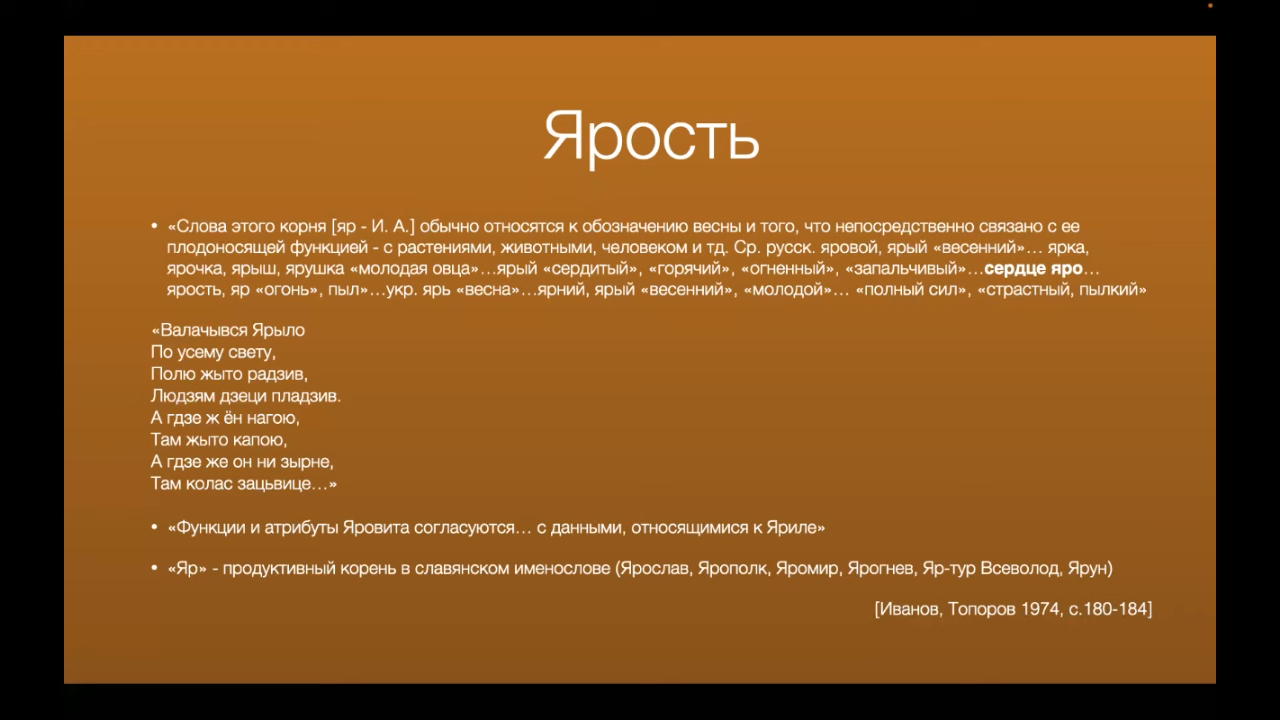 Ярость
• «Слова этого корня [яр - И. А.] обычно относятся к обозначению весны и того, что непосредственно связано с ее
плодоносящей функцией - с растениями, животными, человеком и тд. Ср. русск. яровой, ярый «весенний»… ярка,
ярочка, ярыш, ярушка «молодая овца»…ярый «сердитый», «горячий», «огненный», «запальчивый»…сердце яро…
ярость, яр «огонь», пыл»…укр. ярь «весна»…ярний, ярый «весенний», «молодой»… «полный сил», «страстный, пылкий»
«Валачывся Ярыло
По усему свету,
Полю жыто радзив,
Людзям дзеци пладзив.
А гдзе ж ён нагою,
Там жыто капою,
А гдзе же он ни зырне,
Там колас зацьвице…»
• «Функции и атрибуты Яровита согласуются… с данными, относящимися к Яриле»
• «Яр» - продуктивный корень в славянском именослове (Ярослав, Ярополк, Яромир, Ярогнев, Яр-тур Всеволод, Ярун)
[Иванов, Топоров 1974, с.180-184]